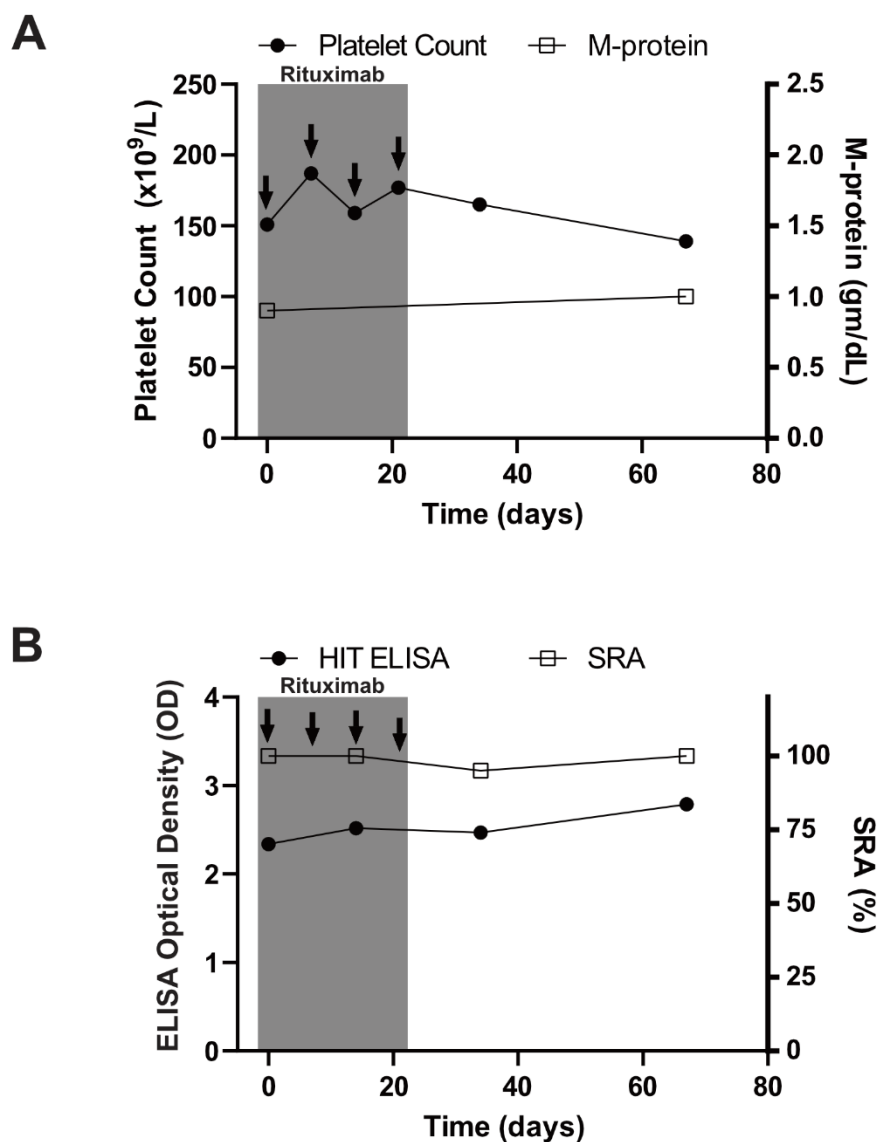 A
Platelet Count M-protein
Rituximab
250
200
150
100
50
0
Platelet Count (x10⁹/L)
2.5
2.0
1.5
1.0
0.5
0.0
M-protein (gm/dL)
0 20 40 60 80
Time (days)
B
HIT ELISA SRA
Rituximab
4
3
2
1
0
ELISA Optical Density (OD)
100
75
50
25
0
SRA (%)
0 20 40 60 80
Time (days)